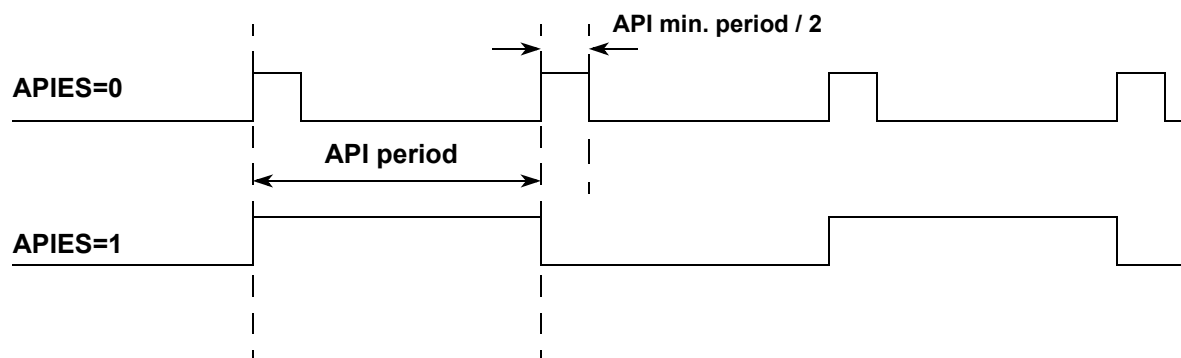 API min. period / 2
APIES=0
API period
APIES=1